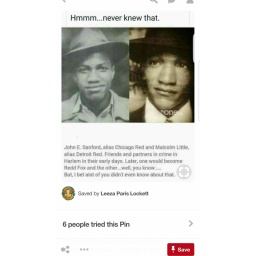 Hmmm...never knew that.
John E. Sanford, alias Chicago Red and Malcolm Little,
alias Detroit Red. Friends and partners in crime in
Harlem in their early days. Later, one would become
Redd Foxx and the other...well, you know.....
But, I bet alot of you didn't even know about that.
Saved by Leeza Paris Lockett
6 people tried this Pin
Save